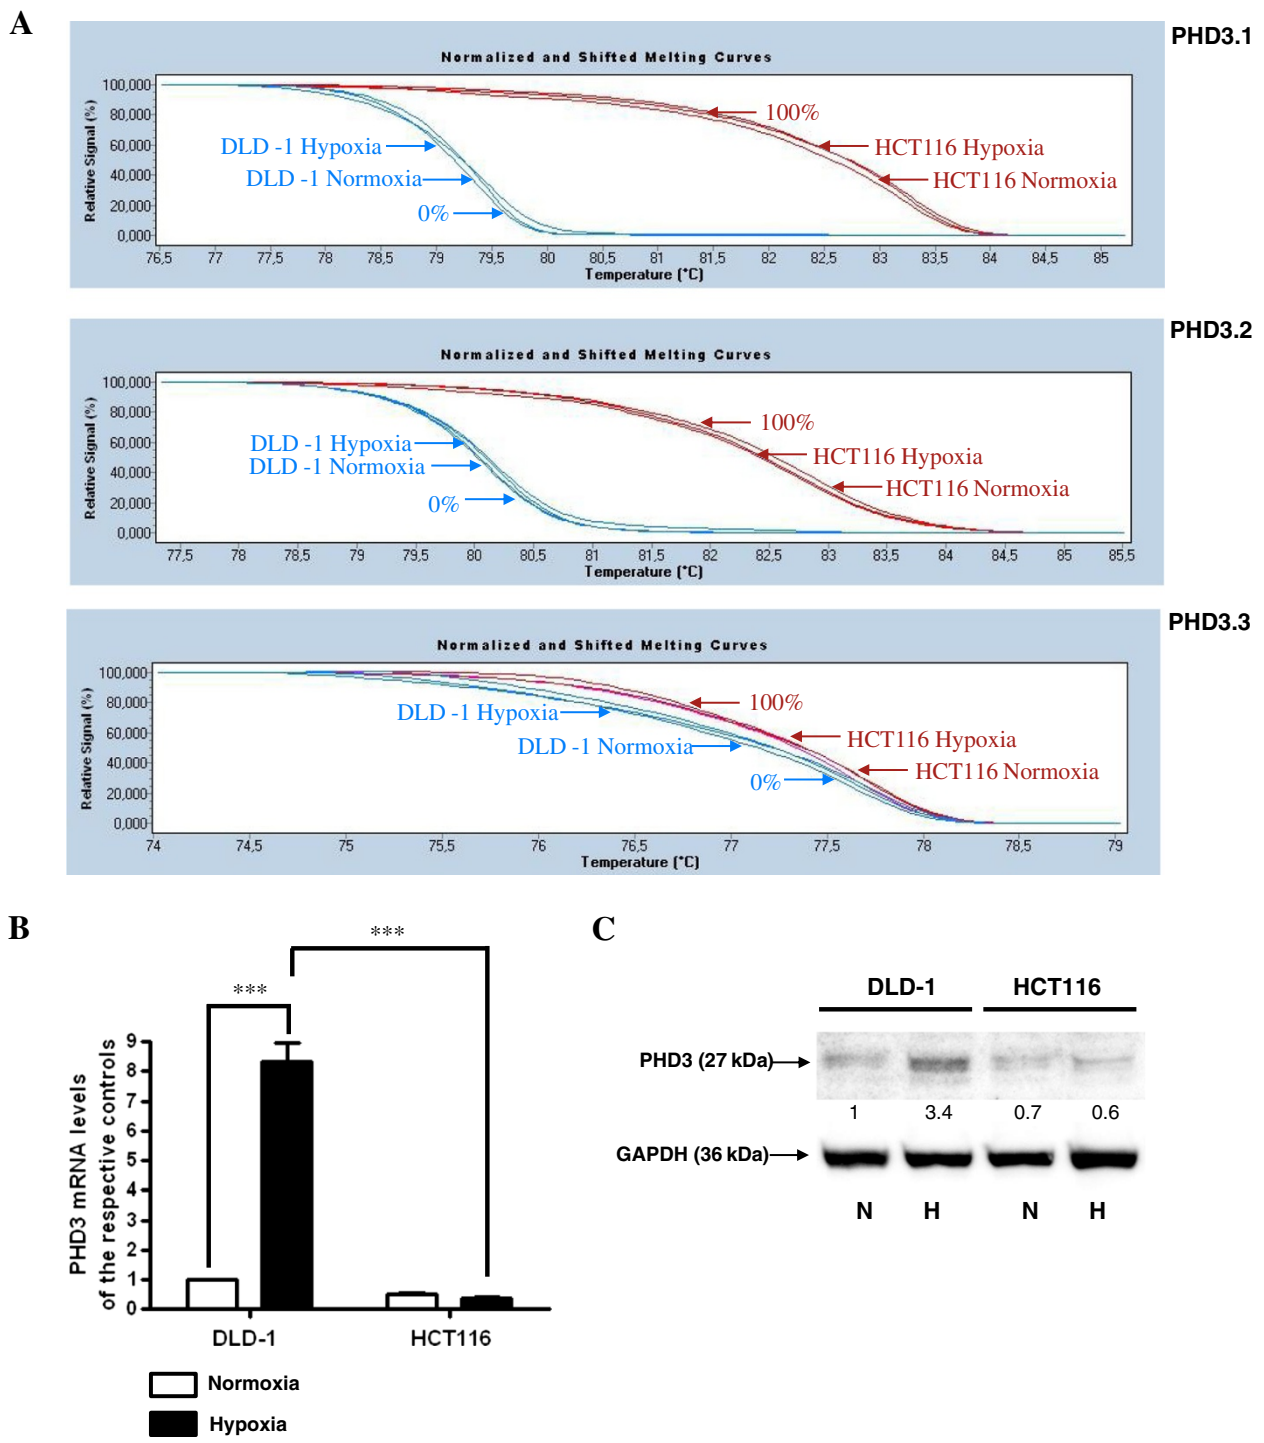 A
PHD3.1
Normalized and Shifted Melting Curves
Relative Signal (%)
100,000
80,000
60,000
40,000
20,000
0,000
100%
DLD -1 Hypoxia
HCT116 Hypoxia
DLD -1 Normoxia
HCT116 Normoxia
0%
76,5 77 77,5 78 78,5 79 79,5 80 80,5 81 81,5 82 82,5 83 83,5 84 84,5 85
Temperature (°C)
PHD3.2
Normalized and Shifted Melting Curves
Relative Signal (%)
100,000
80,000
60,000
40,000
20,000
0,000
100%
DLD -1 Hypoxia
HCT116 Hypoxia
DLD -1 Normoxia
HCT116 Normoxia
0%
77,5 78 78,5 79 79,5 80 80,5 81 81,5 82 82,5 83 83,5 84 84,5 85 85,5
Temperature (°C)
PHD3.3
Normalized and Shifted Melting Curves
Relative Signal (%)
100,000
80,000
60,000
40,000
20,000
0,000
100%
DLD -1 Hypoxia
HCT116 Hypoxia
DLD -1 Normoxia
HCT116 Normoxia
0%
74 74,5 75 75,5 76 76,5 77 77,5 78 78,5 79
Temperature (°C)
B
***
***
PHD3 mRNA levels
of the respective controls
9
8
7
6
5
4
3
2
1
0
DLD-1 HCT116
Normoxia
Hypoxia
C
DLD-1 HCT116
PHD3 (27 kDa)
1 3.4 0.7 0.6
GAPDH (36 kDa)
N H N H